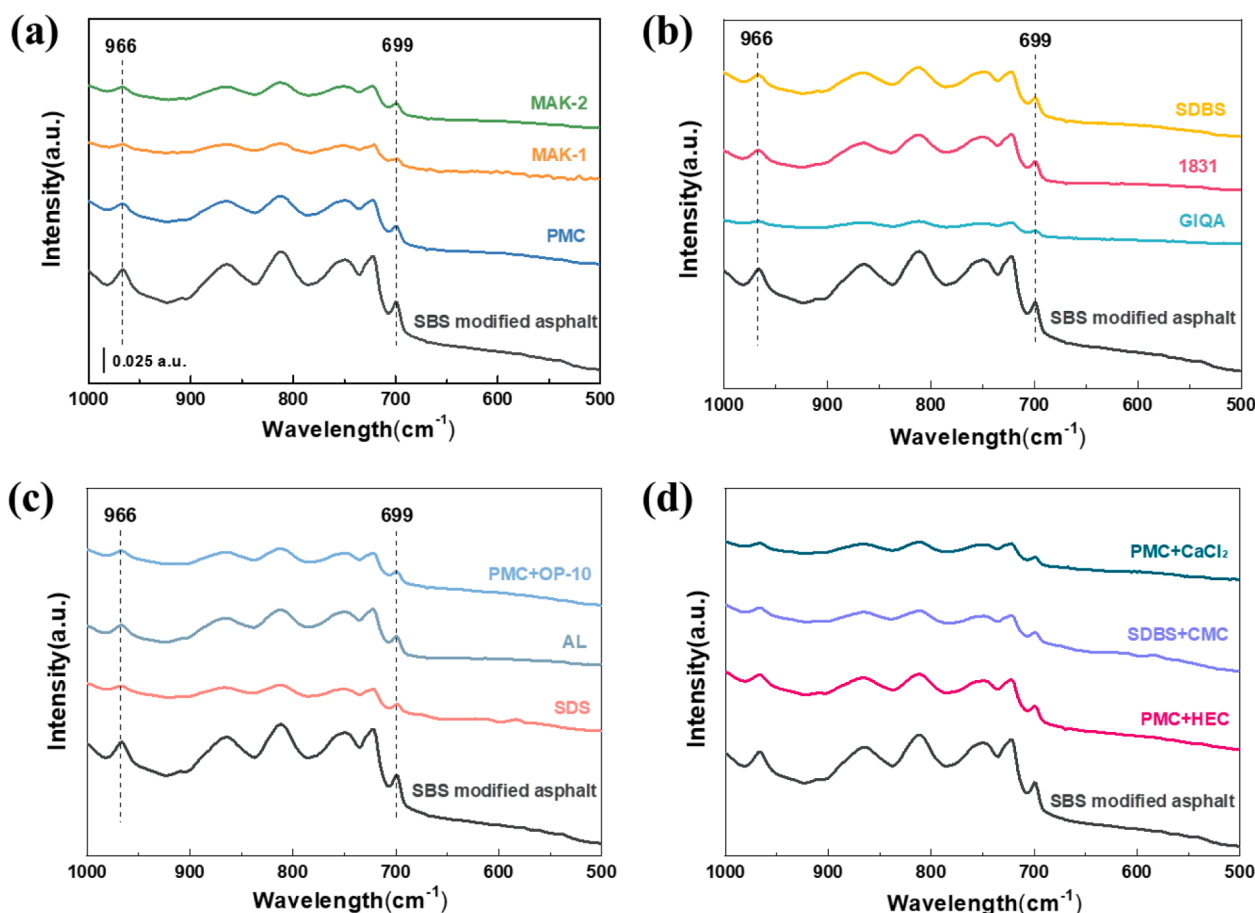 (a)
966
699
MAK-2
MAK-1
PMC
SBS modified asphalt
0.025 a.u.
Intensity(a.u.)
1000 900 800 700 600 500
Wavelength(cm⁻¹)
(b)
966
699
SDBS
1831
GIQA
SBS modified asphalt
Intensity(a.u.)
1000 900 800 700 600 500
Wavelength(cm⁻¹)
(c)
966
699
PMC+OP-10
AL
SDS
SBS modified asphalt
Intensity(a.u.)
1000 900 800 700 600 500
Wavelength(cm⁻¹)
(d)
PMC+CaCl₂
SDBS+CMC
PMC+HEC
SBS modified asphalt
Intensity(a.u.)
1000 900 800 700 600 500
Wavelength(cm⁻¹)